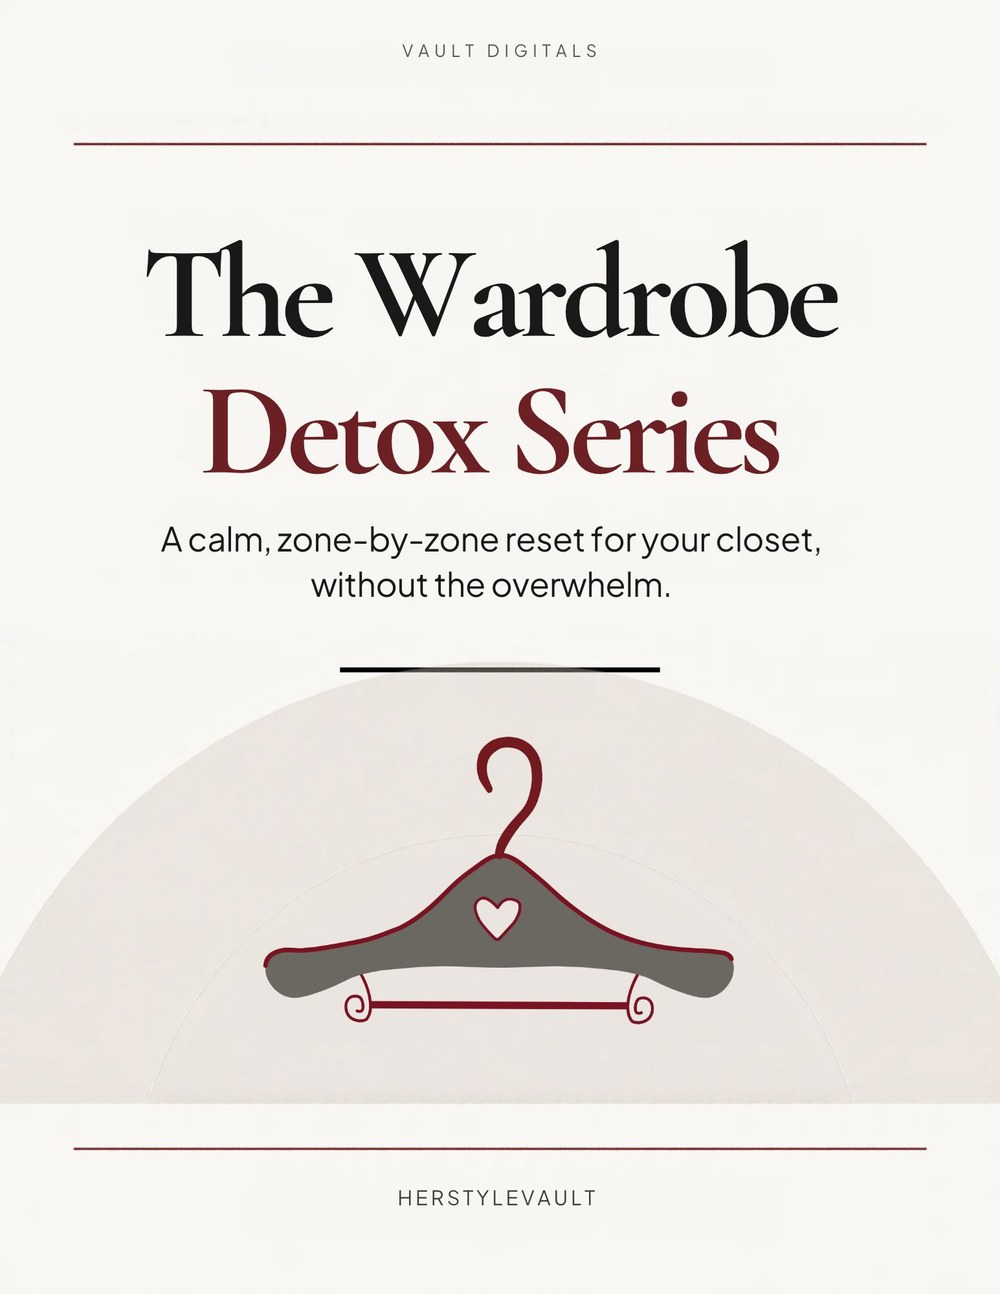 VAULT DIGITALS
The Wardrobe
Detox Series
A calm, zone-by-zone reset for your closet,
without the overwhelm.
HERSTYLEVAULT